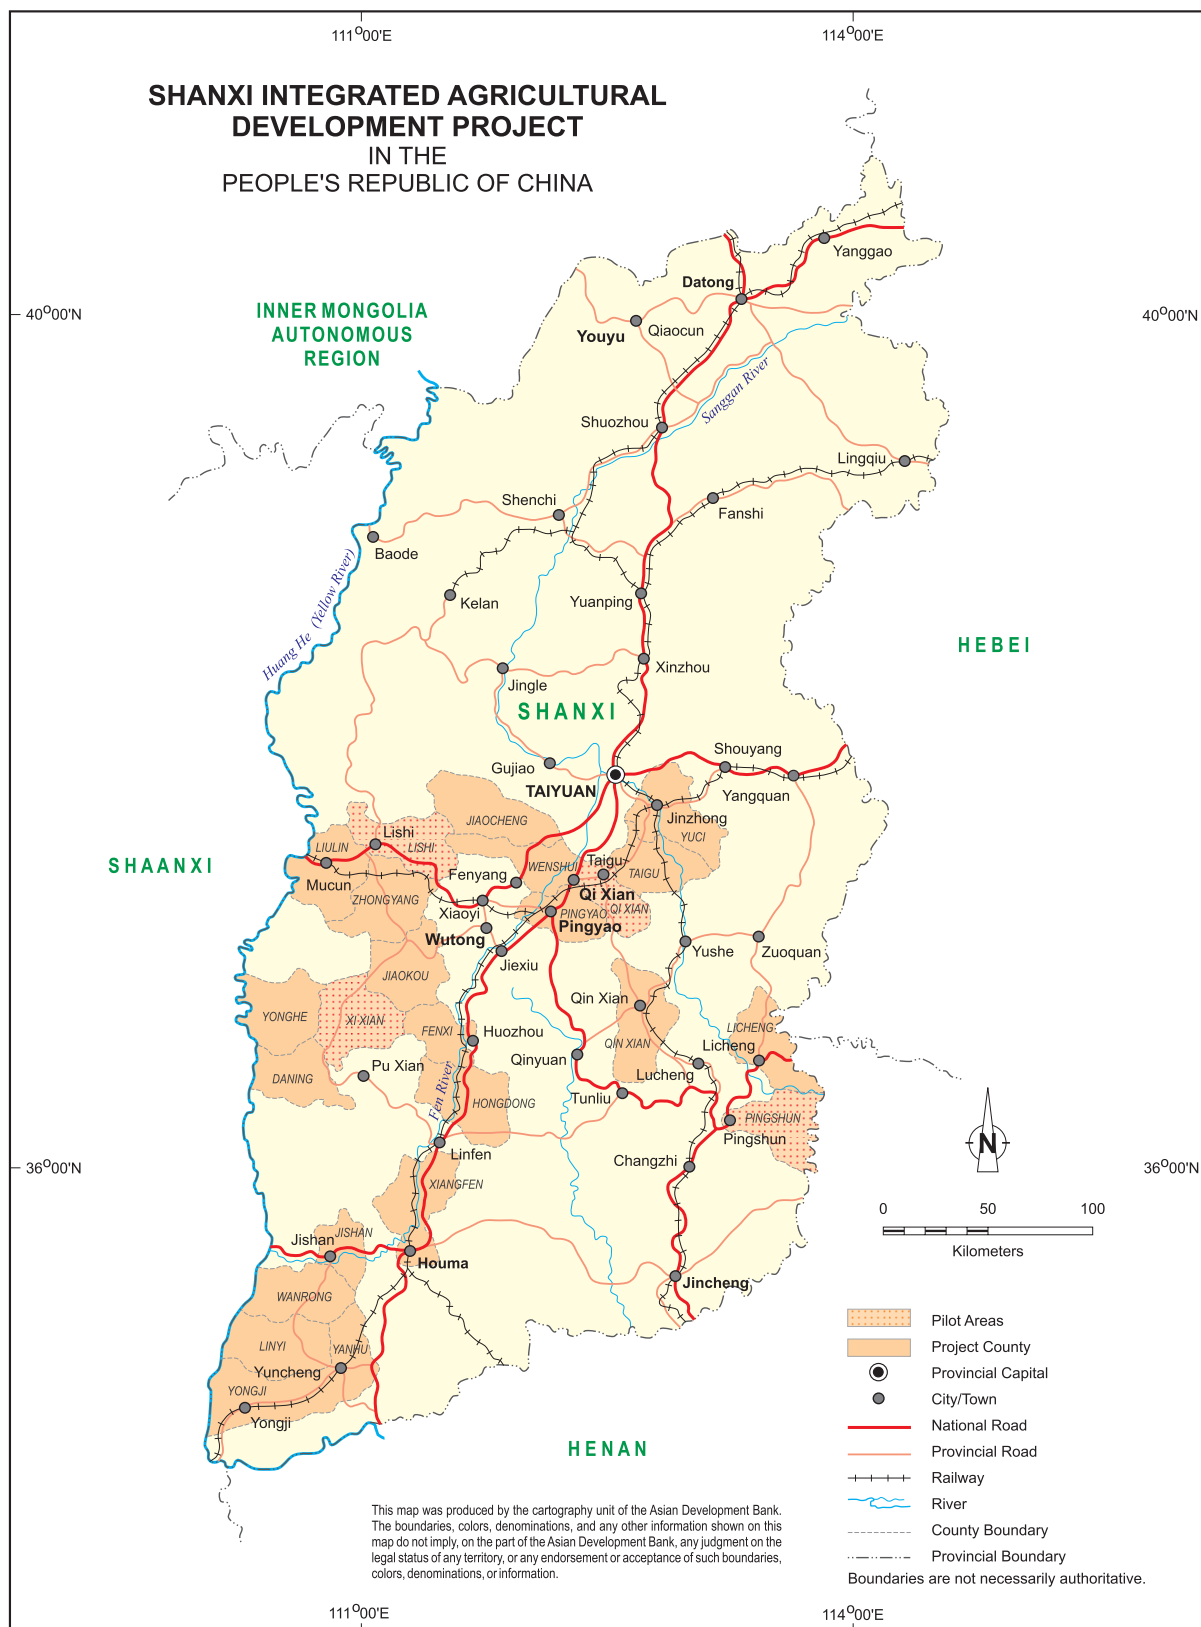 111°00'E
114°00'E
SHANXI INTEGRATED AGRICULTURAL
DEVELOPMENT PROJECT
IN THE
PEOPLE'S REPUBLIC OF CHINA
Yanggao
Datong
INNER MONGOLIA
AUTONOMOUS
REGION
40°00'N
40°00'N
Qiaocun
Youyu
Sanggan River
Shuozhou
Lingqiu
Shenchi
Fanshi
Baode
Kelan
Yuanping
Huang He (Yellow River)
HEBEI
Xinzhou
Jingle
SHANXI
Shouyang
Gujiao
TAIYUAN
Yangquan
Jinzhong
JIAOCHENG
YUCI
Lishi
LIULIN
LISHI
SHAANXI
Mucun
Fenyang
WENSHUI
Taigu
TAIGU
ZHONGYANG
Qi Xian
Xiaoyi
PINGYAO
QI XIAN
Pingyao
Wutong
Jiexiu
Yushe
Zuoquan
JIAOKOU
Qin Xian
YONGHE
XI XIAN
FENXI
Huozhou
QIN XIAN
LICHENG
Licheng
Pu Xian
Qinyuan
Lucheng
DANING
Fen River
HONGDONG
Tunliu
PINGSHUN
Pingshun
Linfen
Changzhi
36°00'N
36°00'N
N
XIANGFEN
0 50 100
Kilometers
Jishan
JISHAN
Houma
Jincheng
WANRONG
LINYI
YANHU
Yuncheng
YONGJI
Yongji
HENAN
Pilot Areas
Project County
Provincial Capital
City/Town
National Road
Provincial Road
Railway
River
County Boundary
Provincial Boundary
Boundaries are not necessarily authoritative.
This map was produced by the cartography unit of the Asian Development Bank.
The boundaries, colors, denominations, and any other information shown on this
map do not imply, on the part of the Asian Development Bank, any judgment on the
legal status of any territory, or any endorsement or acceptance of such boundaries,
colors, denominations, or information.
111°00'E
114°00'E